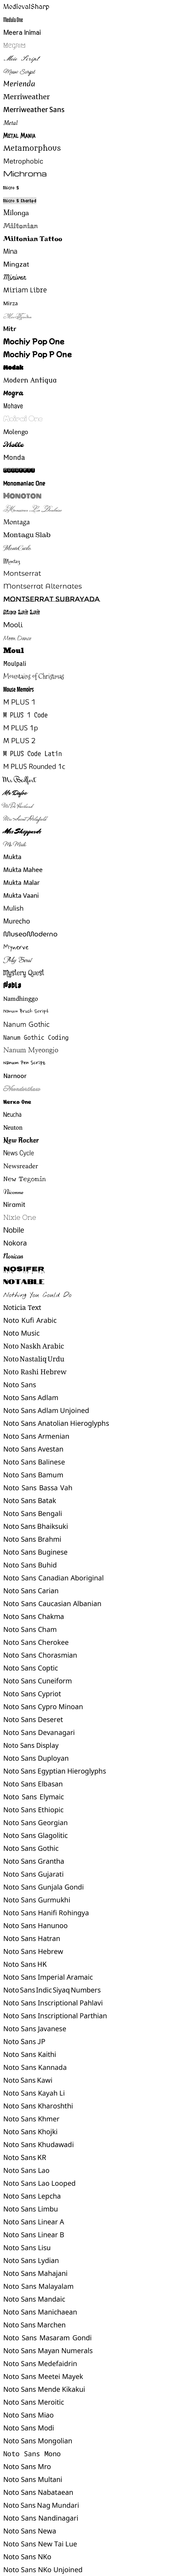 MedievalSharp
Medula One
Meera Inimai
Megrim
Meie Script
Meow Script
Merienda
Merriweather
Merriweather Sans
Metal
Metal Mania
Metamorphous
Metrophobic
Michroma
Micro 5
Micro 5 Charted
Milonga
Miltonian
Miltonian Tattoo
Mina
Mingzat
Miniver
Miriam Libre
Mirza
Miss Fajardose
Mitr
Mochiy Pop One
Mochiy Pop P One
Modak
Modern Antiqua
Mogra
Mohave
Moirai One
Molengo
Molle
Monda
Monofett
Monomaniac One
Monoton
Monsieur La Doulaise
Montaga
Montagu Slab
MonteCarlo
Montez
Montserrat
Montserrat Alternates
Montserrat Subrayada
Moo Lah Lah
Mooli
Moon Dance
Moul
Moulpali
Mountains of Christmas
Mouse Memoirs
M PLUS 1
M PLUS 1 Code
M PLUS 1p
M PLUS 2
M PLUS Code Latin
M PLUS Rounded 1c
Mr Bedfort
Mr Dafoe
Mr De Haviland
Mrs Saint Delafield
Mrs Sheppards
Ms Madi
Mukta
Mukta Mahee
Mukta Malar
Mukta Vaani
Mulish
Murecho
MuseoModerno
My Soul
Mynerve
Mystery Quest
Nabla
Namdhinggo
Nanum Brush Script
Nanum Gothic
Nanum Gothic Coding
Nanum Myeongjo
Nanum Pen Script
Narnoor
Neonderthaw
Nerko One
Neucha
Neuton
New Rocker
News Cycle
Newsreader
New Tegomin
Niconne
Niramit
Nixie One
Nobile
Nokora
Norican
Nosifer
Notable
Nothing You Could Do
Noticia Text
Noto Kufi Arabic
Noto Music
Noto Naskh Arabic
Noto Nastaliq Urdu
Noto Rashi Hebrew
Noto Sans
Noto Sans Adlam
Noto Sans Adlam Unjoined
Noto Sans Anatolian Hieroglyphs
Noto Sans Armenian
Noto Sans Avestan
Noto Sans Balinese
Noto Sans Bamum
Noto Sans Bassa Vah
Noto Sans Batak
Noto Sans Bengali
Noto Sans Bhaiksuki
Noto Sans Brahmi
Noto Sans Buginese
Noto Sans Buhid
Noto Sans Canadian Aboriginal
Noto Sans Carian
Noto Sans Caucasian Albanian
Noto Sans Chakma
Noto Sans Cham
Noto Sans Cherokee
Noto Sans Chorasmian
Noto Sans Coptic
Noto Sans Cuneiform
Noto Sans Cypriot
Noto Sans Cypro Minoan
Noto Sans Deseret
Noto Sans Devanagari
Noto Sans Display
Noto Sans Duployan
Noto Sans Egyptian Hieroglyphs
Noto Sans Elbasan
Noto Sans Elymaic
Noto Sans Ethiopic
Noto Sans Georgian
Noto Sans Glagolitic
Noto Sans Gothic
Noto Sans Grantha
Noto Sans Gujarati
Noto Sans Gunjala Gondi
Noto Sans Gurmukhi
Noto Sans Hanifi Rohingya
Noto Sans Hanunoo
Noto Sans Hatran
Noto Sans Hebrew
Noto Sans HK
Noto Sans Imperial Aramaic
Noto Sans Indic Siyaq Numbers
Noto Sans Inscriptional Pahlavi
Noto Sans Inscriptional Parthian
Noto Sans Javanese
Noto Sans JP
Noto Sans Kaithi
Noto Sans Kannada
Noto Sans Kawi
Noto Sans Kayah Li
Noto Sans Kharoshthi
Noto Sans Khmer
Noto Sans Khojki
Noto Sans Khudawadi
Noto Sans KR
Noto Sans Lao
Noto Sans Lao Looped
Noto Sans Lepcha
Noto Sans Limbu
Noto Sans Linear A
Noto Sans Linear B
Noto Sans Lisu
Noto Sans Lydian
Noto Sans Mahajani
Noto Sans Malayalam
Noto Sans Mandaic
Noto Sans Manichaean
Noto Sans Marchen
Noto Sans Masaram Gondi
Noto Sans Mayan Numerals
Noto Sans Medefaidrin
Noto Sans Meetei Mayek
Noto Sans Mende Kikakui
Noto Sans Meroitic
Noto Sans Miao
Noto Sans Modi
Noto Sans Mongolian
Noto Sans Mono
Noto Sans Mro
Noto Sans Multani
Noto Sans Nabataean
Noto Sans Nag Mundari
Noto Sans Nandinagari
Noto Sans Newa
Noto Sans New Tai Lue
Noto Sans NKo
Noto Sans NKo Unjoined